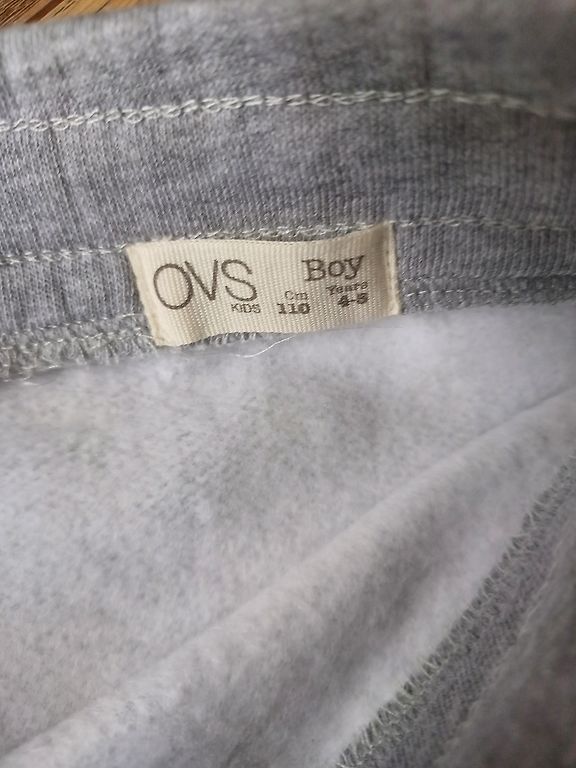 OVS KIDS
Boy
Cm Years
110 4-5